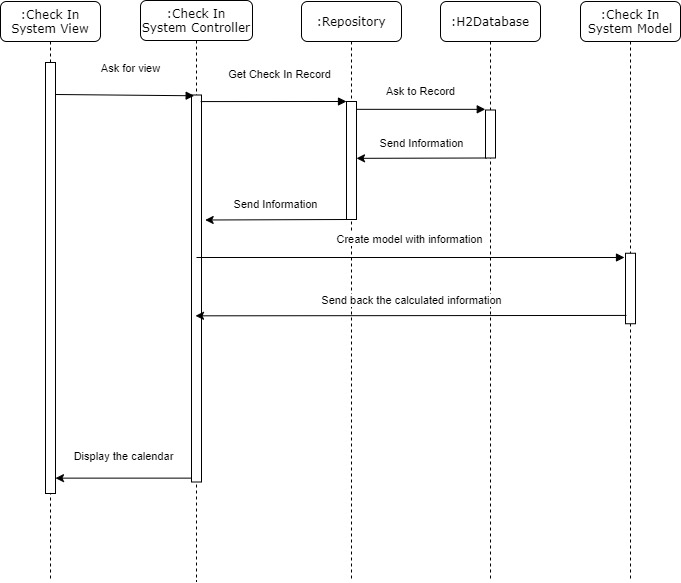 :Check In
System View
:Check In
System Controller
:Repository
:H2Database
:Check In
System Model
Ask for view
Get Check In Record
Ask to Record
Send Information
Send Information
Create model with information
Send back the calculated information
Display the calendar